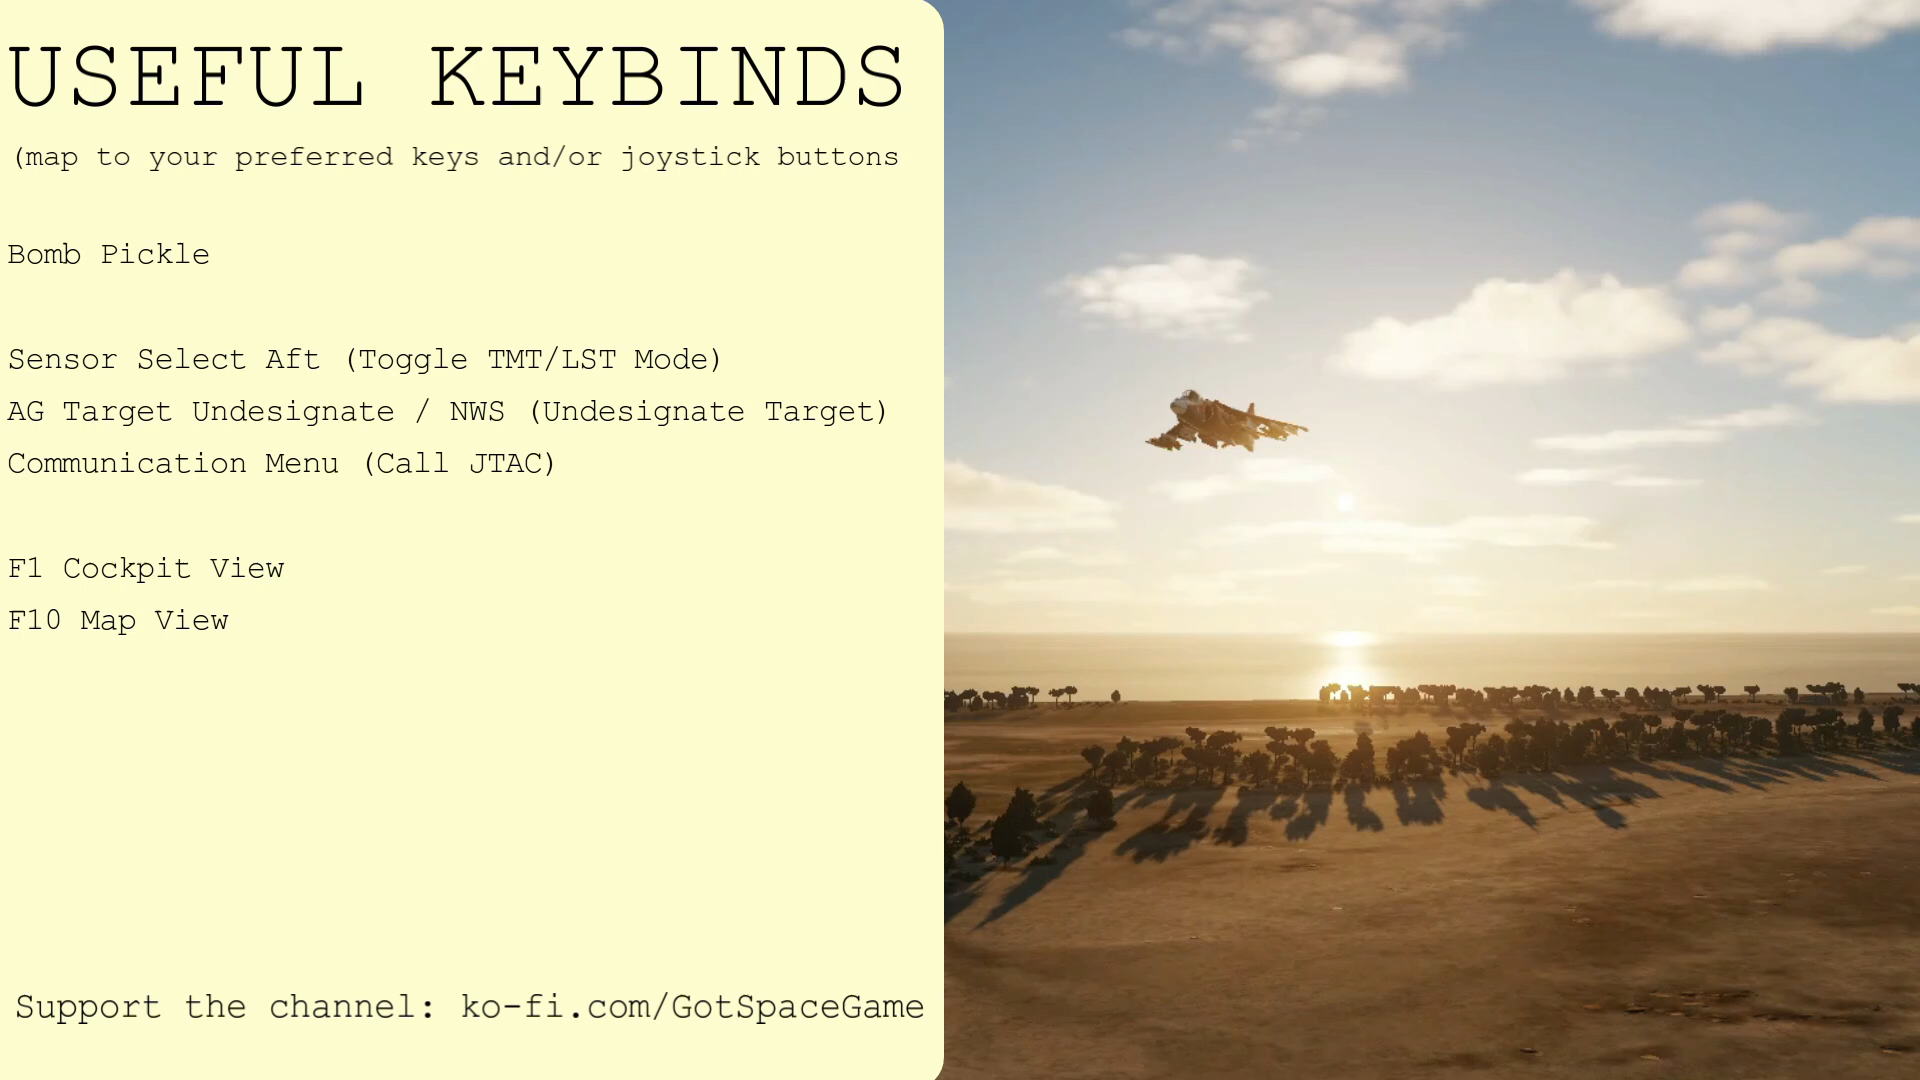 USEFUL KEYBINDS
(map to your preferred keys and/or joystick buttons
Bomb Pickle
Sensor Select Aft (Toggle TMT/LST Mode)
AG Target Undesignate / NWS (Undesignate Target)
Communication Menu (Call JTAC)
F1 Cockpit View
F10 Map View
Support the channel: ko-fi.com/GotSpaceGame